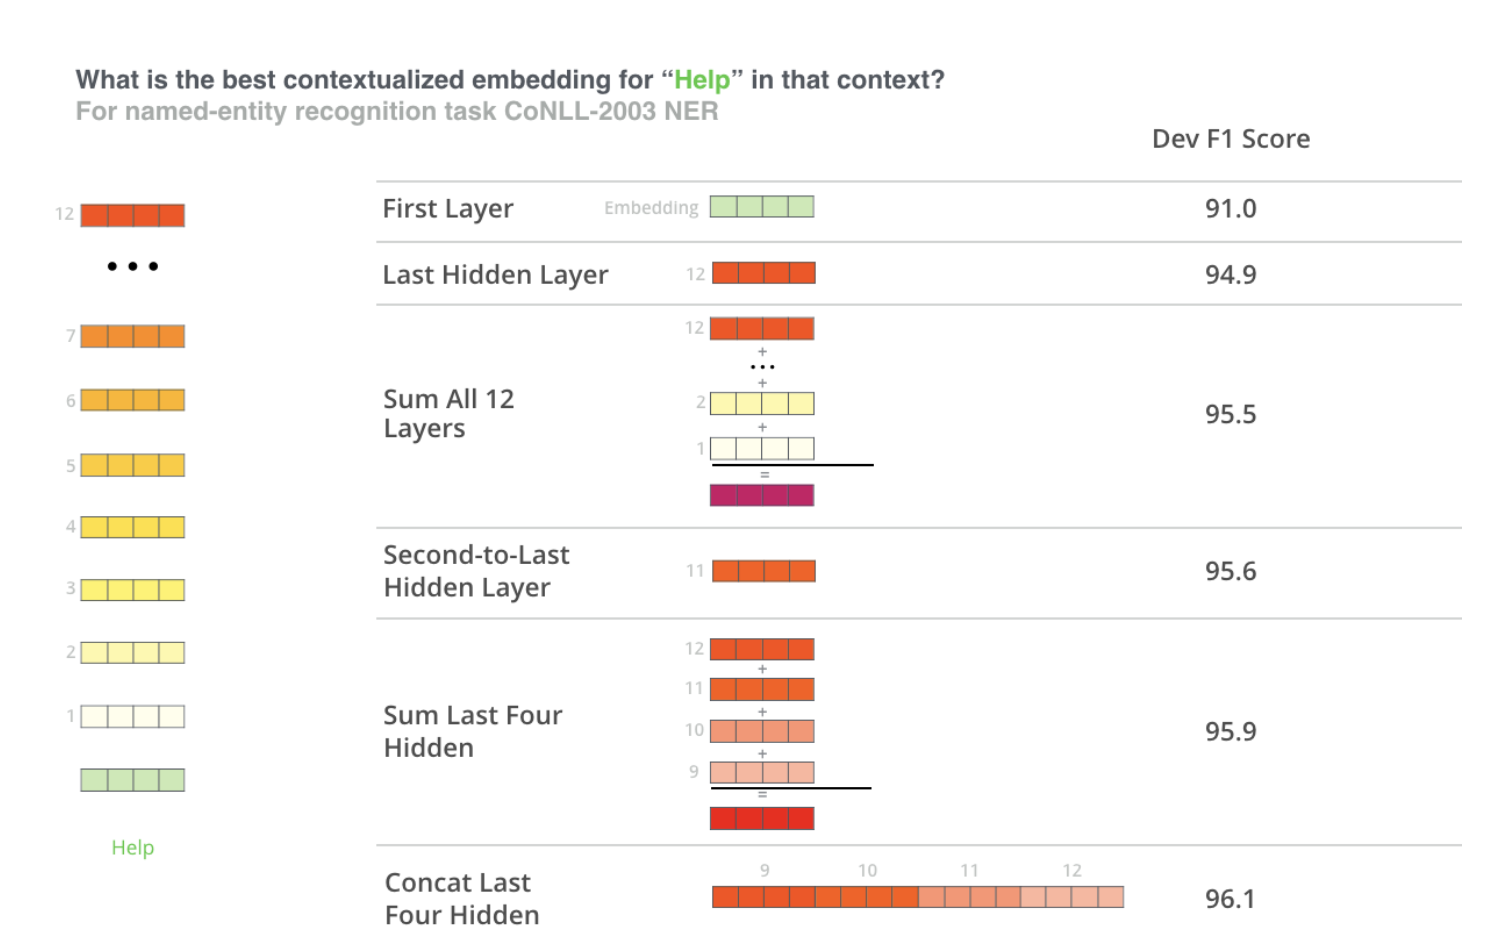 What is the best contextualized embedding for “Help” in that context?
For named-entity recognition task CoNLL-2003 NER
Dev F1 Score
12
7
6
5
4
3
2
1
Help
First Layer
Embedding
91.0
Last Hidden Layer
12
94.9
Sum All 12
Layers
12
+
•••
+
2
+
1
=
95.5
Second-to-Last
Hidden Layer
11
95.6
Sum Last Four
Hidden
12
+
11
+
10
+
9
=
95.9
Concat Last
Four Hidden
9 10 11 12
96.1